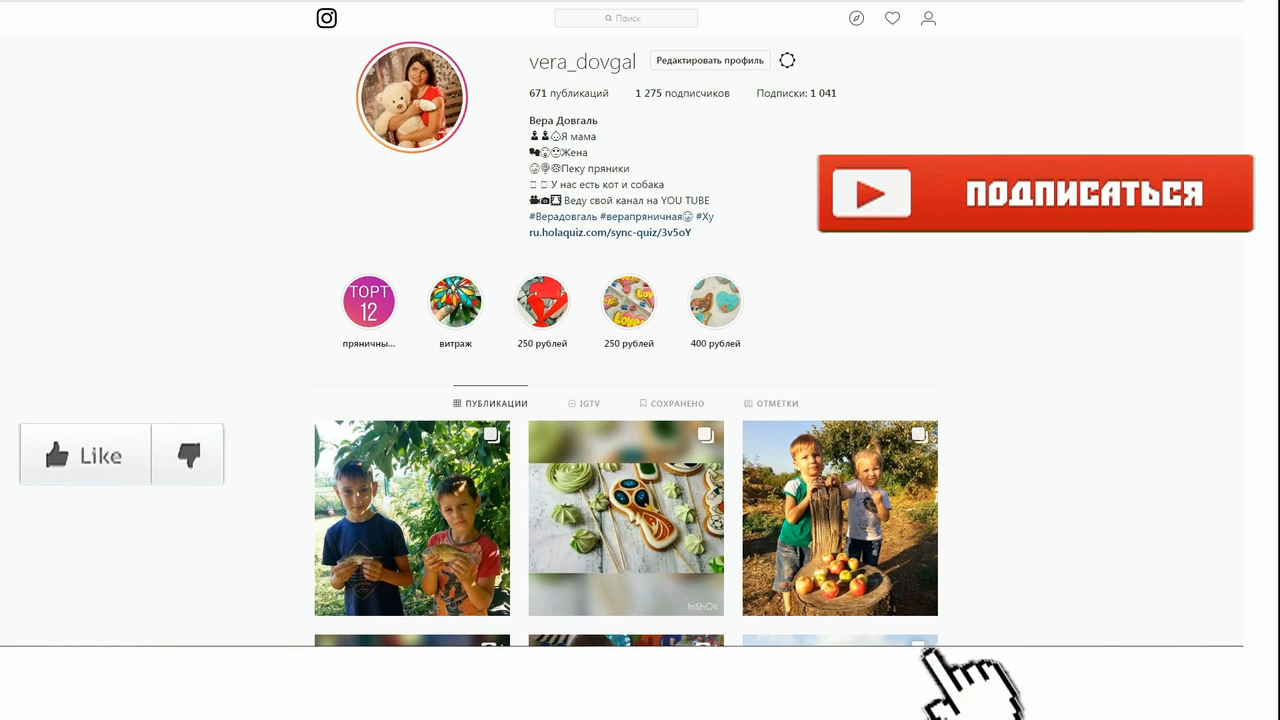 Поиск
vera_dovgal Редактировать профиль
671 публикаций 1 275 подписчиков Подписки: 1 041
Вера Довгаль
Я мама
Жена
Пеку пряники
У нас есть кот и собака
Веду свой канал на YOU TUBE
#Верадовгаль #верапряничная #Ху
ru.holaquiz.com/sync-quiz/3v5oY
ПОДПИСАТЬСЯ
ТОРТ
12
пряничны... витраж 250 рублей 250 рублей 400 рублей
ПУБЛИКАЦИИ IGTV СОХРАНЕНО ОТМЕТКИ
Like
InShOt